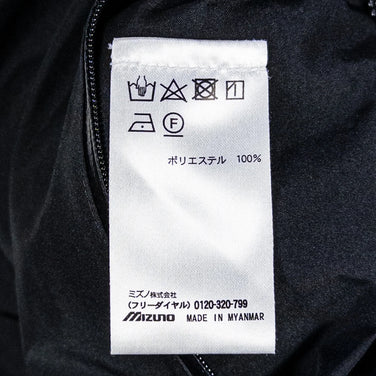 F
ポリエステル 100%
ミズノ株式会社
(フリーダイヤル) 0120-320-799
MIZUNO MADE IN MYANMAR